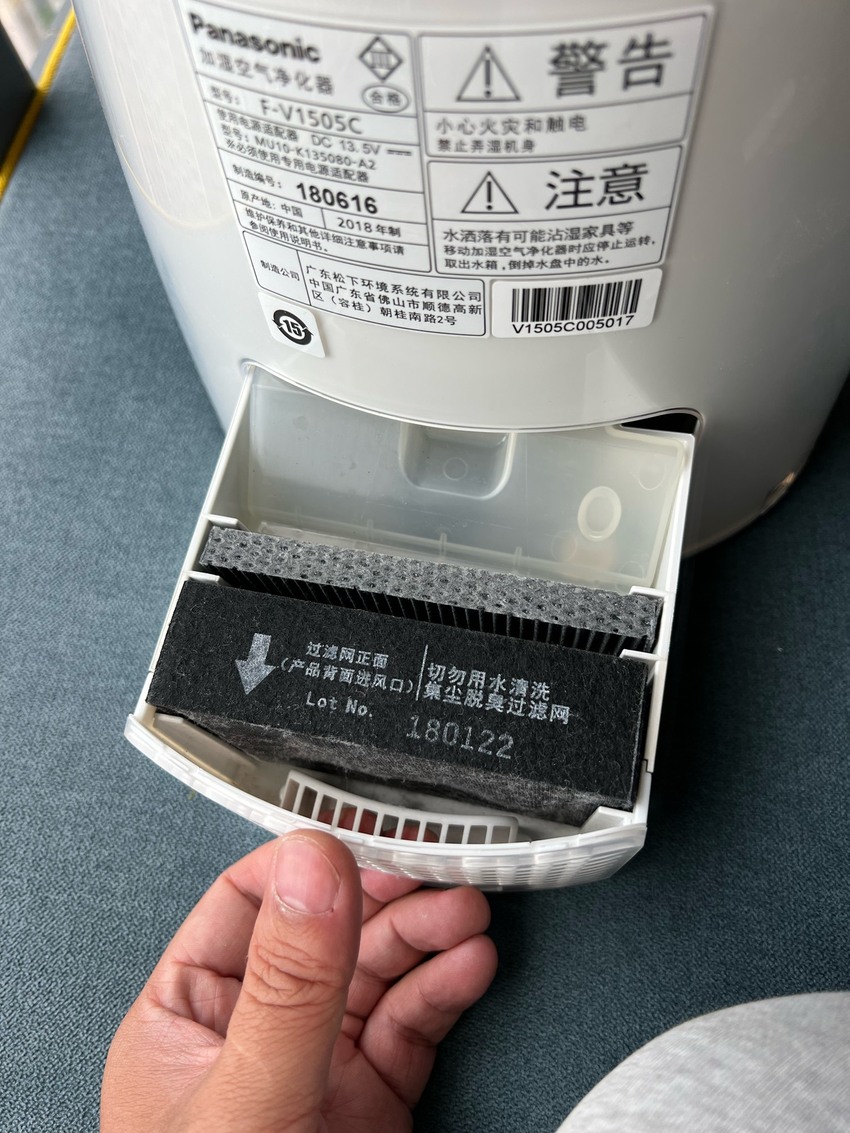 Panasonic
加湿空气净化器
合格
型号： F-V1505C
使用电源适配器 DC 13.5V
型号：MU10-K135080-A2
※必须使用专用电源适配器
制造编号： 180616
原产地：中国 2018 年制
维护保养和其他详细注意事项请
参阅使用说明书。
制造公司
广东松下环境系统有限公司
中国广东省佛山市顺德高新
区（容桂）朝桂南路2号
警告
小心火灾和触电
禁止弄湿机身
注意
水洒落有可能沾湿家具等
移动加湿空气净化器时应停止运转，
取出水箱，倒掉水盘中的水。
V1505C005017
15
过滤网正面
（产品背面进风口）
切勿用水清洗
集尘脱臭过滤网
Lot No. 180122